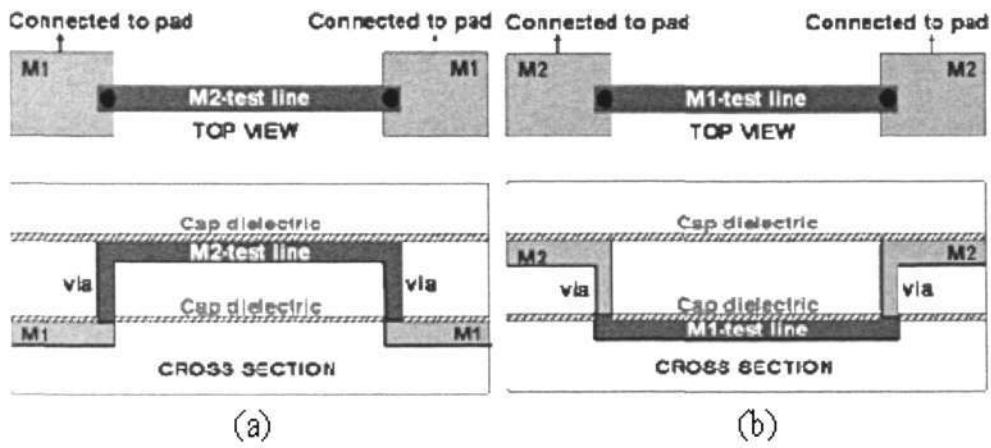 Connected to pad Connected to pad Connected to pad Connected to pad
M1 M1 M2 M2
M2-test line M1-test line
TOP VIEW TOP VIEW
Cap dielectric Cap dielectric
M2-test line M2 M2
via via via via
Cap dielectric Cap dielectric
M1 M1 M1-test line
CROSS SECTION CROSS SECTION
(a) (b)